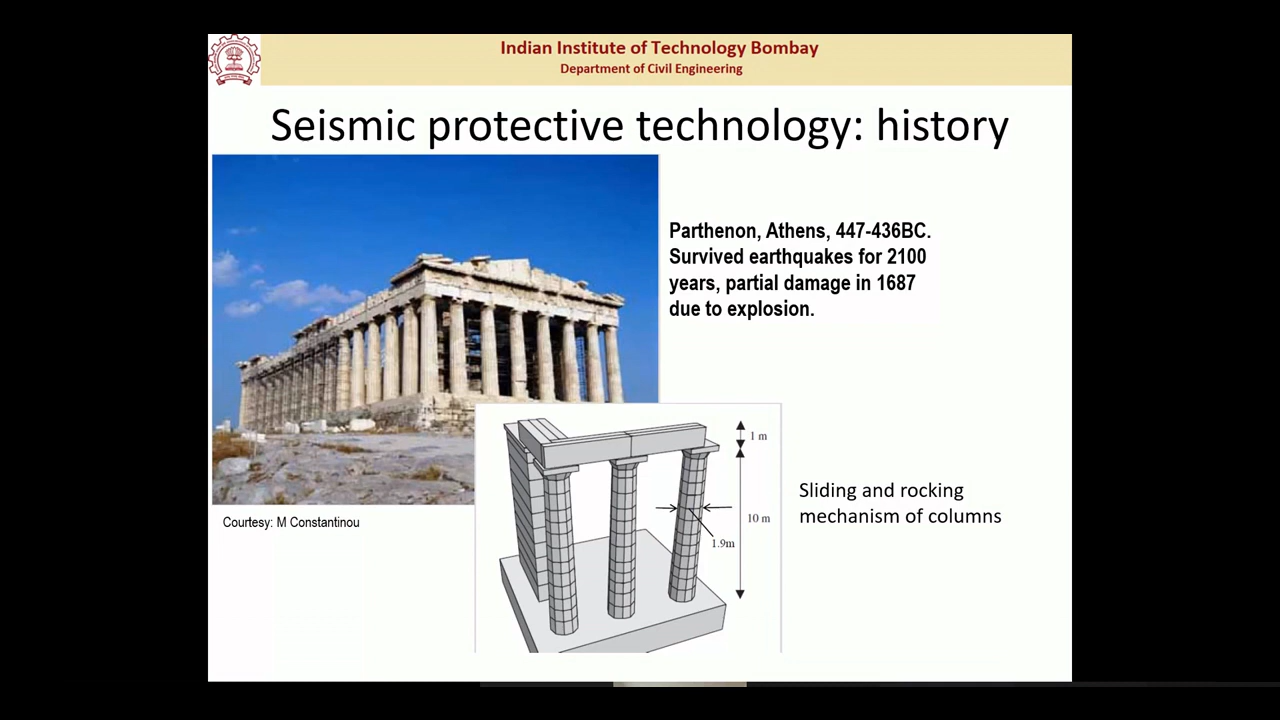 Indian Institute of Technology Bombay
Department of Civil Engineering
Seismic protective technology: history
Parthenon, Athens, 447-436BC.
Survived earthquakes for 2100
years, partial damage in 1687
due to explosion.
1 m
10 m
1.9m
Sliding and rocking
mechanism of columns
Courtesy: M Constantinou